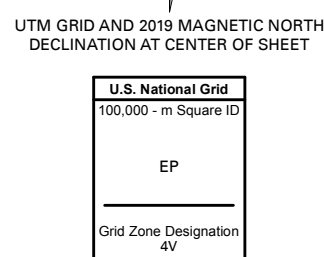 UTM GRID AND 2019 MAGNETIC NORTH
DECLINATION AT CENTER OF SHEET
U.S. National Grid
100,000 - m Square ID
EP
Grid Zone Designation
4V